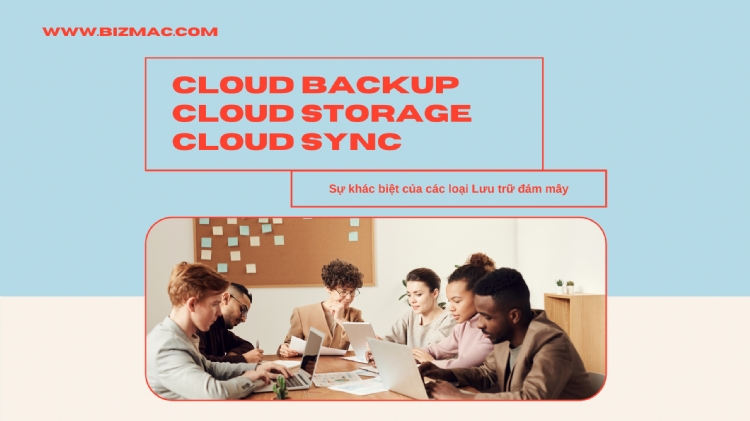 WWW.BIZMAC.COM
CLOUD BACKUP
CLOUD STORAGE
CLOUD SYNC
Sự khác biệt của các loại Lưu trữ đám mây